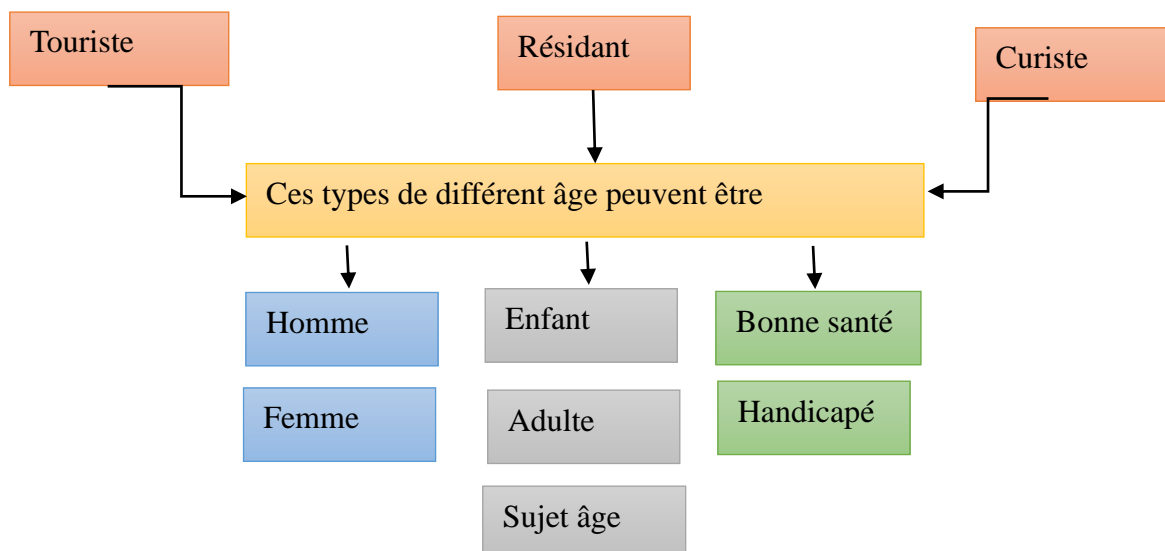 Touriste
Résidant
Curiste
Ces types de différent âge peuvent être
Homme
Enfant
Bonne santé
Femme
Adulte
Handicapé
Sujet âge